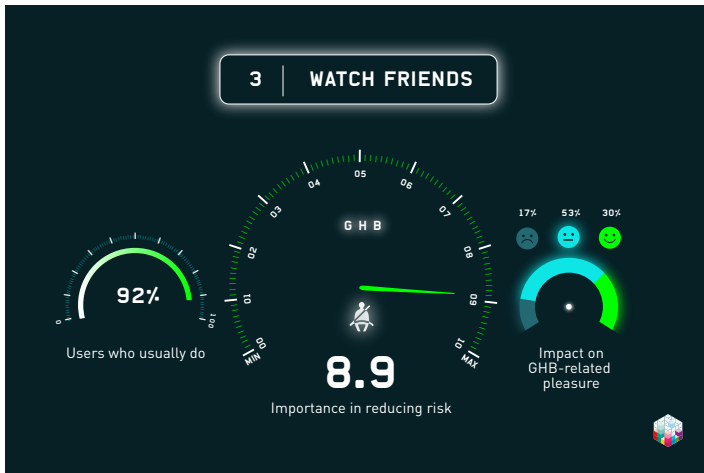 3 WATCH FRIENDS
05
04 06
03 07
02 08
01 09
00 10
MIN MAX
GHB
8.9
Importance in reducing risk
92%
0 100
Users who usually do
17% 53% 30%
Impact on
GHB-related
pleasure